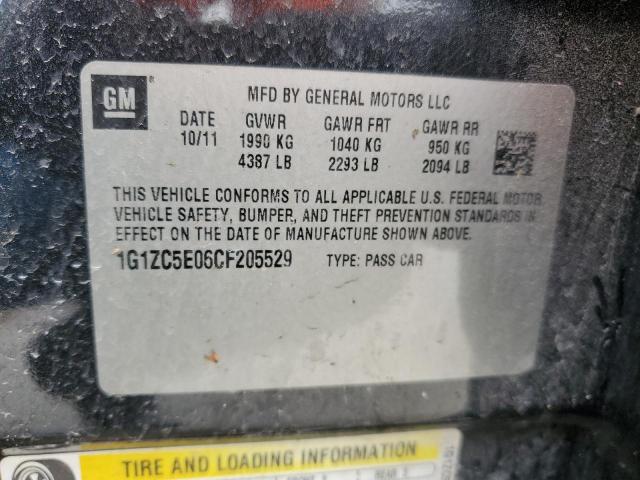 GM
MFD BY GENERAL MOTORS LLC
DATE GVWR GAWR FRT GAWR RR
10/11 1990 KG 1040 KG 950 KG
4387 LB 2293 LB 2094 LB
THIS VEHICLE CONFORMS TO ALL APPLICABLE U.S. FEDERAL MOTOR
VEHICLE SAFETY, BUMPER, AND THEFT PREVENTION STANDARDS IN
EFFECT ON THE DATE OF MANUFACTURE SHOWN ABOVE.
1G1ZC5E06CF205529 TYPE: PASS CAR
TIRE AND LOADING INFORMATION